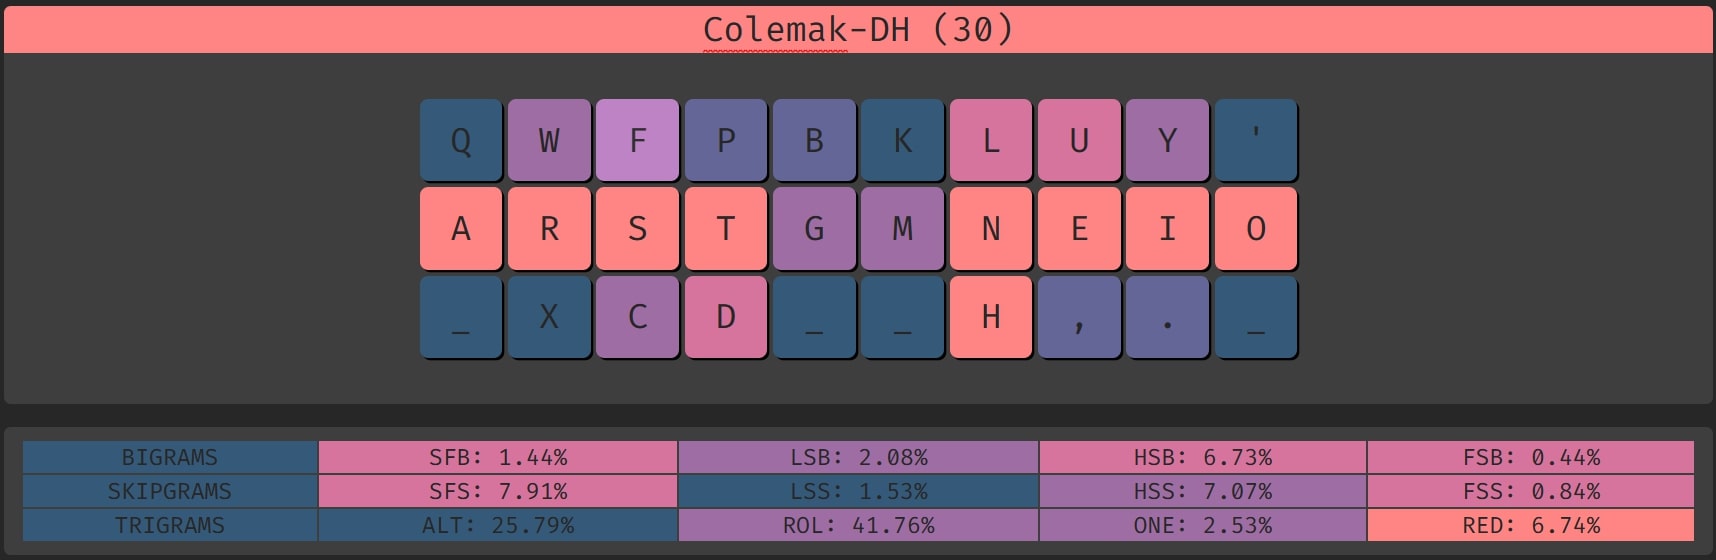 Colemak-DH (30)
Q W F P B K L U Y '
A R S T G M N E I O
_ X C D _ _ H , . _
BIGRAMS SFB: 1.44% LSB: 2.08% HSB: 6.73% FSB: 0.44%
SKIPGRAMS SFS: 7.91% LSS: 1.53% HSS: 7.07% FSS: 0.84%
TRIGRAMS ALT: 25.79% ROL: 41.76% ONE: 2.53% RED: 6.74%